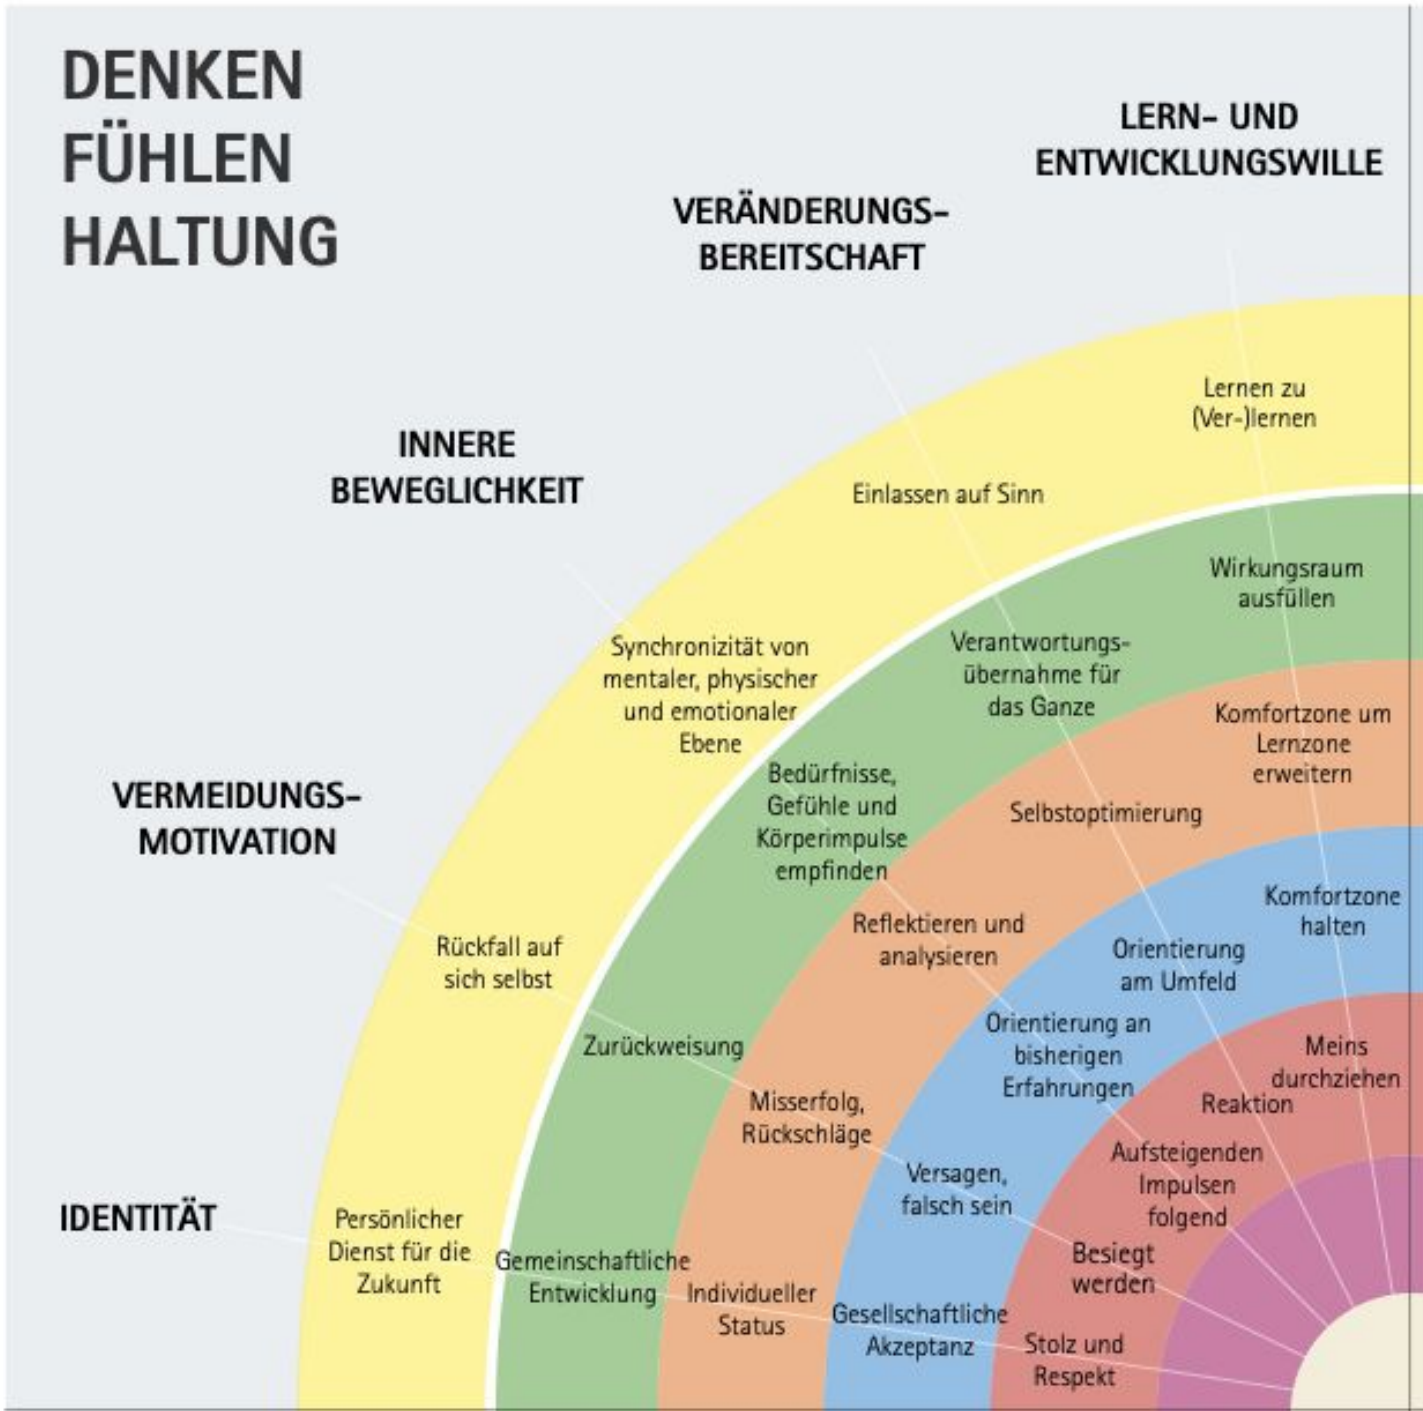 DENKEN
FÜHLEN
HALTUNG
LERN- UND
ENTWICKLUNGSWILLE
VERÄNDERUNGS-
BEREITSCHAFT
INNERE
BEWEGLICHKEIT
VERMEIDUNGS-
MOTIVATION
IDENTITÄT
Lernen zu
(Ver-)lernen
Wirkungsraum
ausfüllen
Komfortzone um
Lernzone
erweitern
Komfortzone
halten
Meins
durchziehen
Einlassen auf Sinn
Verantwortungs-
übernahme für
das Ganze
Selbstoptimierung
Orientierung
am Umfeld
Reaktion
Synchronizität von
mentaler, physischer
und emotionaler
Ebene
Bedürfnisse,
Gefühle und
Körperimpulse
empfinden
Reflektieren und
analysieren
Orientierung an
bisherigen
Erfahrungen
Aufsteigenden
Impulsen
folgend
Rückfall auf
sich selbst
Zurückweisung
Misserfolg,
Rückschläge
Versagen,
falsch sein
Besiegt
werden
Persönlicher
Dienst für die
Zukunft
Gemeinschaftliche
Entwicklung
Individueller
Status
Gesellschaftliche
Akzeptanz
Stolz und
Respekt